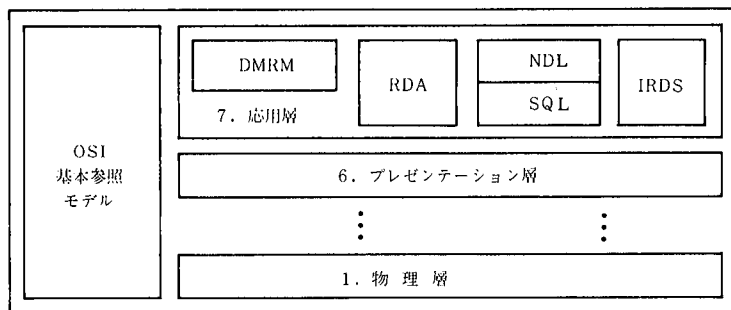 OSI
基本参照
モデル
DMRM
RDA
NDL
SQL
IRDS
7. 応用層
6. プレゼンテーション層
1. 物理層